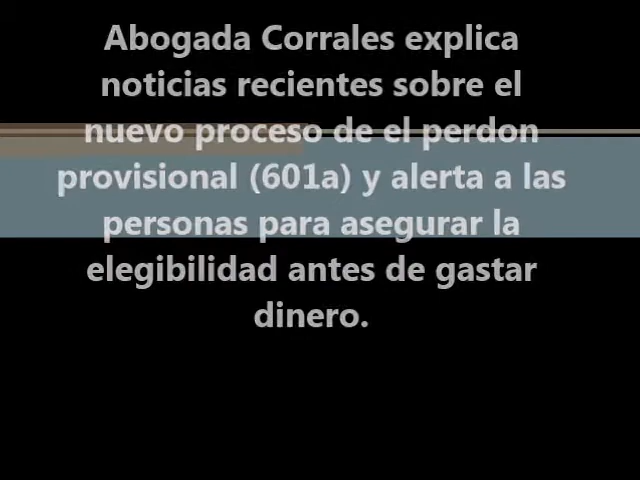 Abogada Corrales explica
noticias recientes sobre el
nuevo proceso de el perdon
provisional (601a) y alerta a las
personas para asegurar la
elegibilidad antes de gastar
dinero.